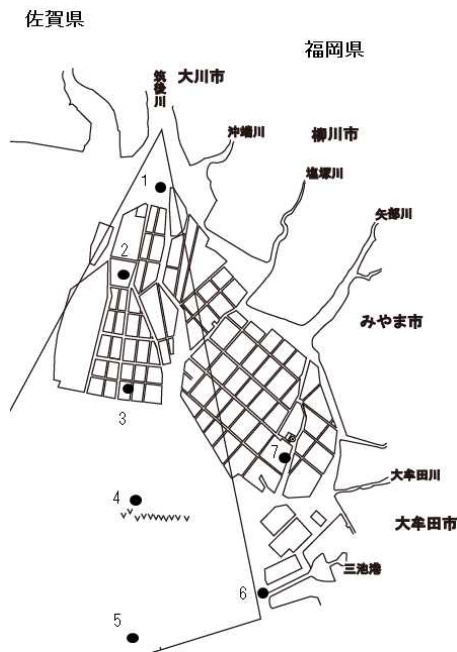 佐賀県
福岡県
筑後川
大川市
沖端川
柳川市
塩塚川
矢部川
みやま市
大牟田川
大牟田市
三池港
1
2
3
4
5
6
7